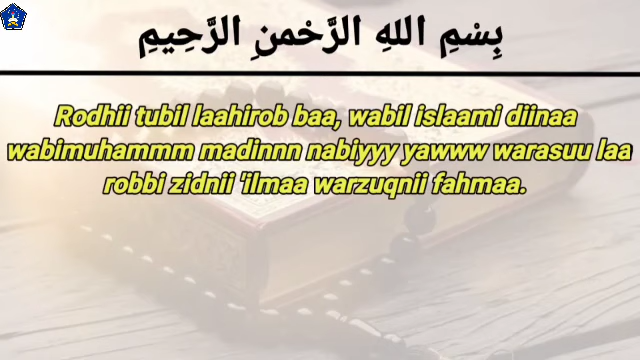 بِسْمِ اللهِ الرَّحْمنِ الرَّحِيمِ
Rodhii tubil laahirob baa, wabil islaami diinaa
wabimuhammm madinnn nabiyyy yawww warasuu laa
robbi zidnii 'ilmaa warzuqnii fahmaa.